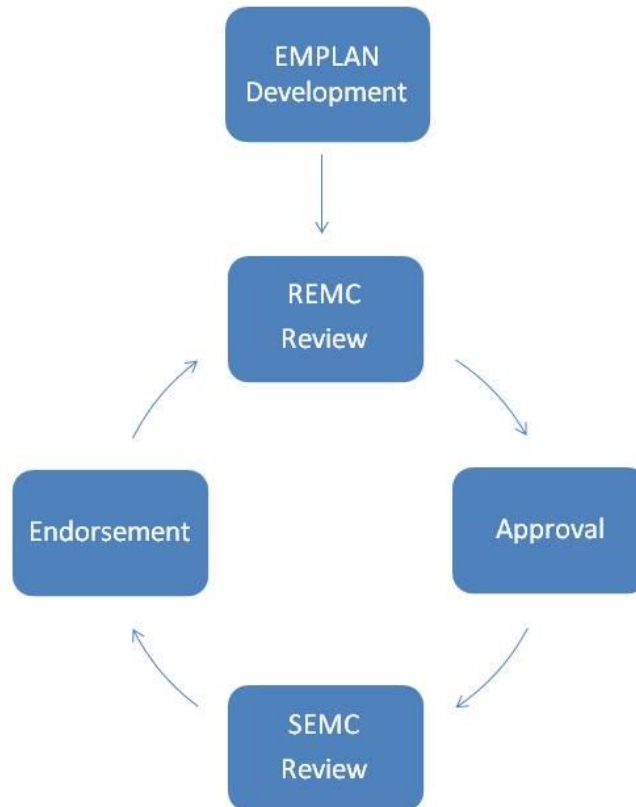 EMPLAN
Development
REMC
Review
Endorsement
Approval
SEMC
Review